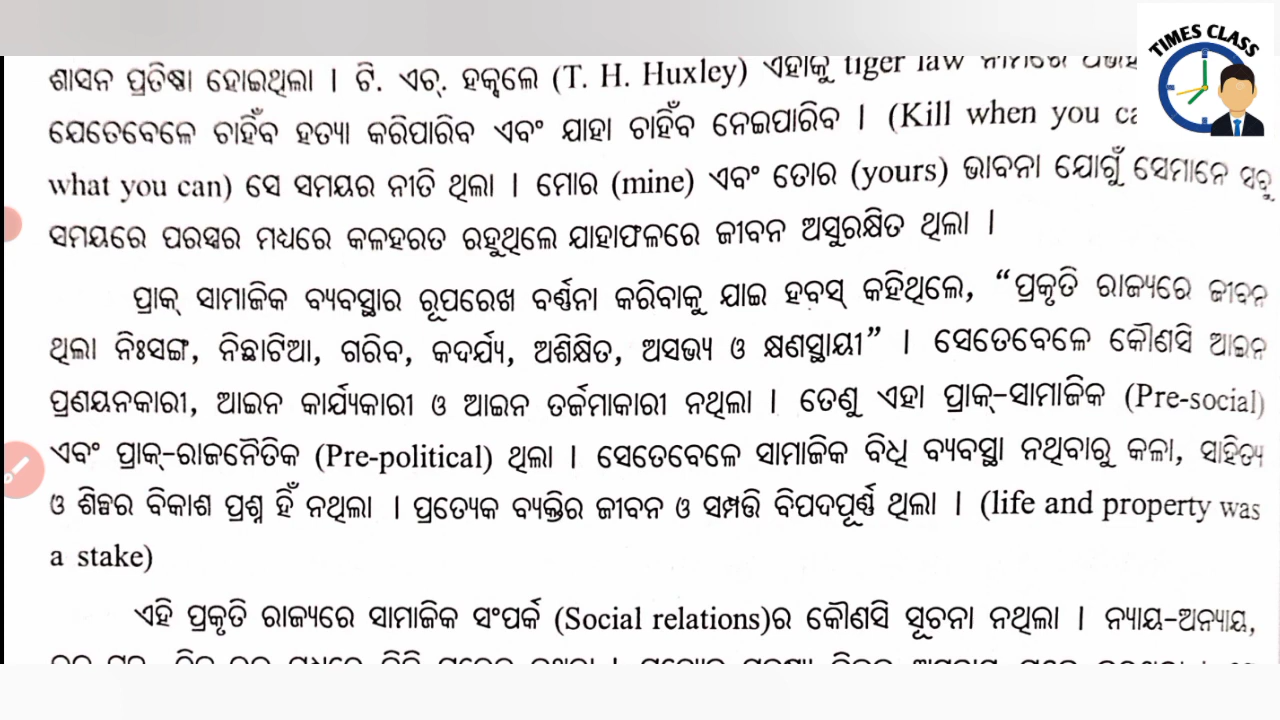 TIMES CLASS
ଶାସନ ପ୍ରତିଷ୍ଠା ହୋଇଥିଲା । ଟି. ଏଚ୍. ହକ୍ସଲେ (T. H. Huxley) ଏହାକୁ tiger law ନାମରେ
ଯେତେବେଳେ ଚାହିଁବ ହତ୍ୟା କରିପାରିବ ଏବଂ ଯାହା ଚାହିଁବ ନେଇପାରିବ । (Kill when you
what you can) ସେ ସମୟର ନୀତି ଥିଲା । ମୋର (mine) ଏବଂ ତୋର (yours) ଭାବନା ଯୋଗୁଁ ସେମାନେ ସବୁ
ସମୟରେ ପରସ୍ପର ମଧ୍ୟରେ କଳହରତ ରହୁଥିଲେ ଯାହାଫଳରେ ଜୀବନ ଅସୁରକ୍ଷିତ ଥିଲା ।
ପ୍ରାକ୍ ସାମାଜିକ ବ୍ୟବସ୍ଥାର ରୂପରେଖ ବର୍ଣ୍ଣନା କରିବାକୁ ଯାଇ ହବସ୍ କହିଥିଲେ, “ପ୍ରକୃତି ରାଜ୍ୟରେ ଜୀବନ
ଥିଲା ନିଃସଙ୍ଗ, ନିଛାଟିଆ, ଗରିବ, କଦର୍ଯ୍ୟ, ଅଶିକ୍ଷିତ, ଅସଭ୍ୟ ଓ କ୍ଷଣସ୍ଥାୟୀ” । ସେତେବେଳେ କୌଣସି ଆଇନ
ପ୍ରଣୟନକାରୀ, ଆଇନ କାର୍ଯ୍ୟକାରୀ ଓ ଆଇନ ତର୍ଜମାକାରୀ ନଥିଲା । ତେଣୁ ଏହା ପ୍ରାକ୍-ସାମାଜିକ (Pre-social)
ଏବଂ ପ୍ରାକ୍-ରାଜନୈତିକ (Pre-political) ଥିଲା । ସେତେବେଳେ ସାମାଜିକ ବିଧି ବ୍ୟବସ୍ଥା ନଥିବାରୁ କଳା, ସାହିତ୍ୟ
ଓ ଶିଳ୍ପର ବିକାଶ ପ୍ରଶ୍ନ ହିଁ ନଥିଲା । ପ୍ରତ୍ୟେକ ବ୍ୟକ୍ତିର ଜୀବନ ଓ ସମ୍ପତ୍ତି ବିପଦପୂର୍ଣ୍ଣ ଥିଲା । (life and property was
a stake)
ଏହି ପ୍ରକୃତି ରାଜ୍ୟରେ ସାମାଜିକ ସଂପର୍କ (Social relations)ର କୌଣସି ସୂଚନା ନଥିଲା । ନ୍ୟାୟ-ଅନ୍ୟାୟ,